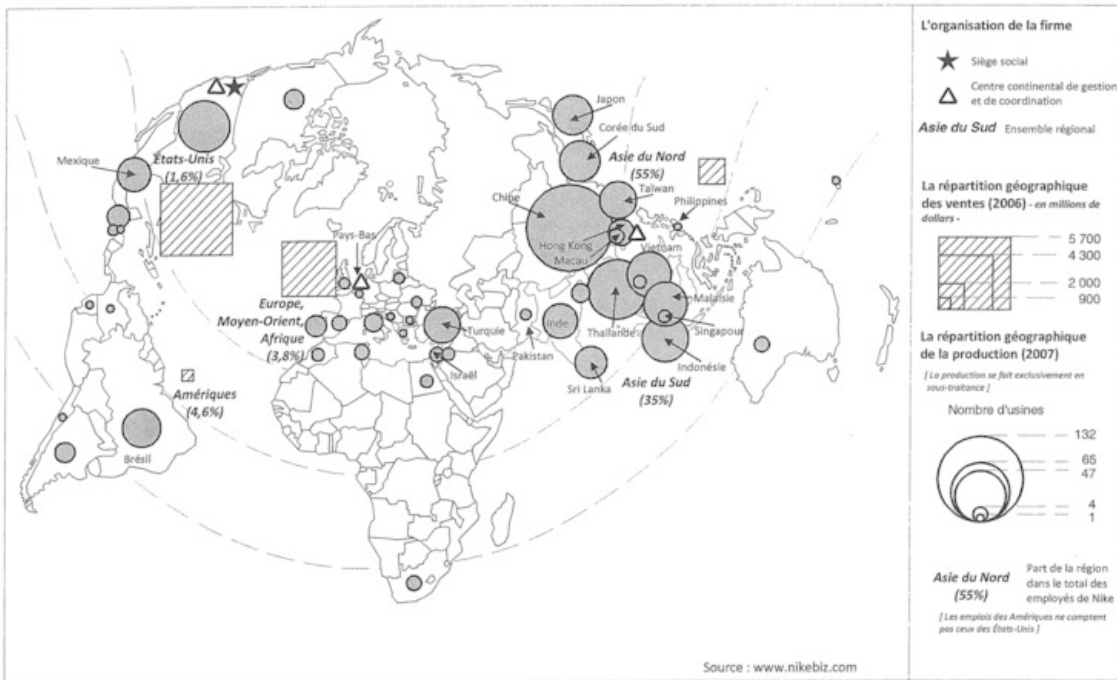 Japon
Corée du Sud
Asie du Nord
(55%)
Mexique
États-Unis
(1,6%)
Taïwan
Philippines
Chine
Pays-Bas
Hong Kong
Macau
Vietnam
Europe,
Moyen-Orient,
Afrique
(3,8%)
Turquie
Inde
Malaisie
Thaïlande
Singapour
Pakistan
Israël
Indonésie
Sri Lanka
Asie du Sud
(35%)
Amériques
(4,6%)
Brésil
Source : www.nikebiz.com
L'organisation de la firme
Siège social
Centre continental de gestion
et de coordination
Asie du Sud Ensemble régional
La répartition géographique
des ventes (2006) - en millions de
dollars -
5 700
4 300
2 000
900
La répartition géographique
de la production (2007)
[ La production se fait exclusivement en
sous-traitance ]
Nombre d'usines
132
65
47
4
1
Asie du Nord
(55%)
Part de la région
dans le total des
employés de Nike
[ Les emplois des Amériques ne comptent
pas ceux des États-Unis ]